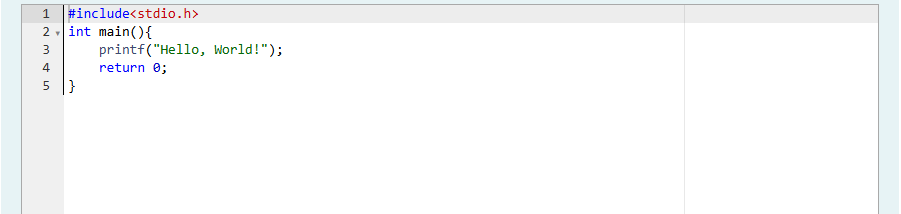 1 #include<stdio.h>
2 int main(){
3     printf("Hello, World!");
4     return 0;
5 }